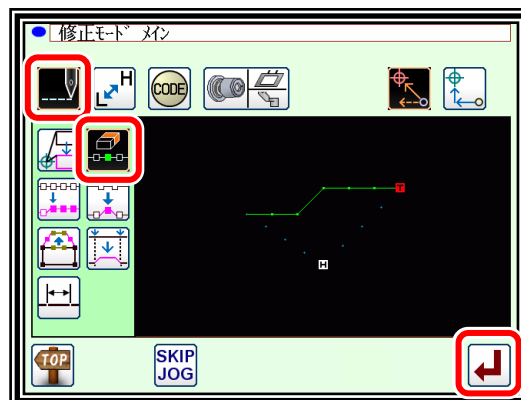 修正ﾓｰﾄﾞ ﾒｲﾝ
L H
CODE
T
H
TOP
SKIP
JOG